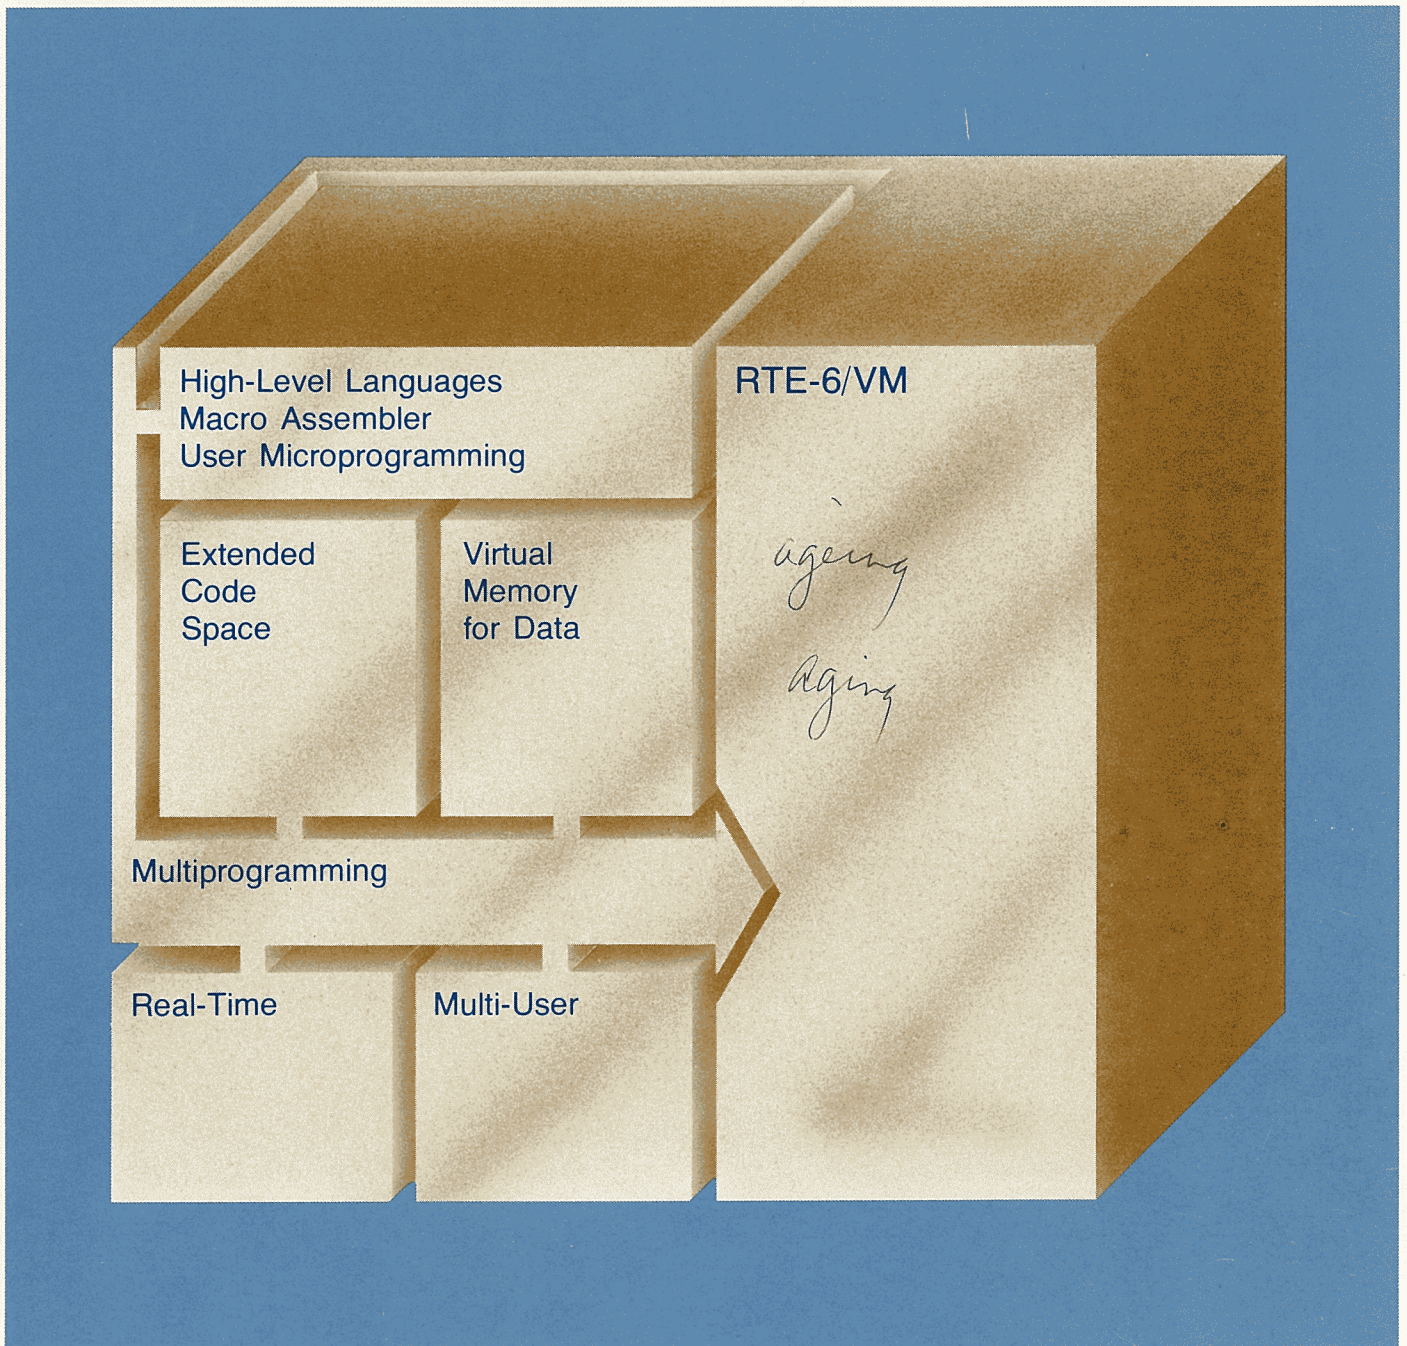 High-Level Languages
Macro Assembler
User Microprogramming
RTE-6/VM
Extended
Code
Space
Virtual
Memory
for Data
ageing
aging
Multiprogramming
Real-Time
Multi-User